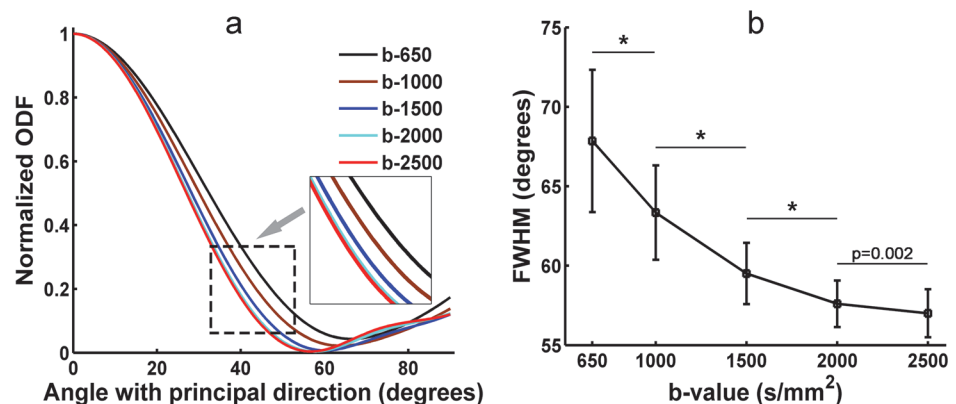 a
b-650
b-1000
b-1500
b-2000
b-2500
Normalized ODF
1
0.8
0.6
0.4
0.2
0
0 20 40 60 80
Angle with principal direction (degrees)
b
*
*
*
p=0.002
FWHM (degrees)
75
70
65
60
55
650 1000 1500 2000 2500
b-value (s/mm²)